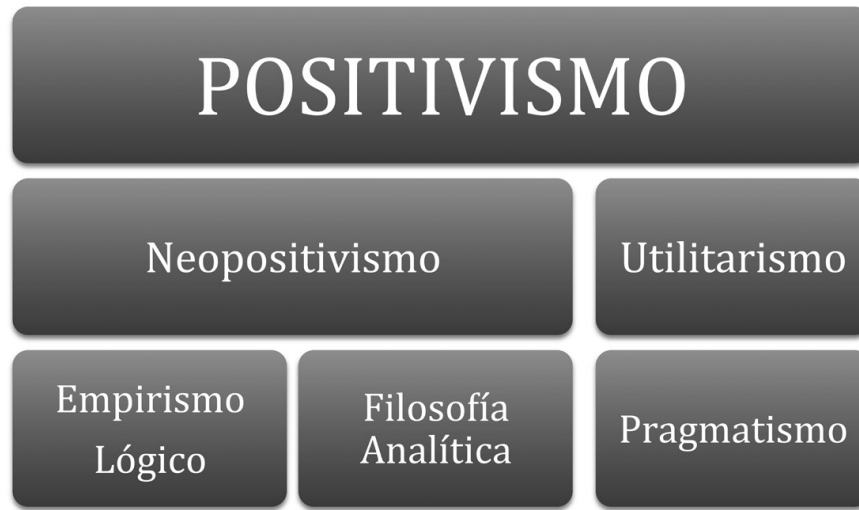 POSITIVISMO
Neopositivismo
Utilitarismo
Empirismo
Lógico
Filosofía
Analítica
Pragmatismo